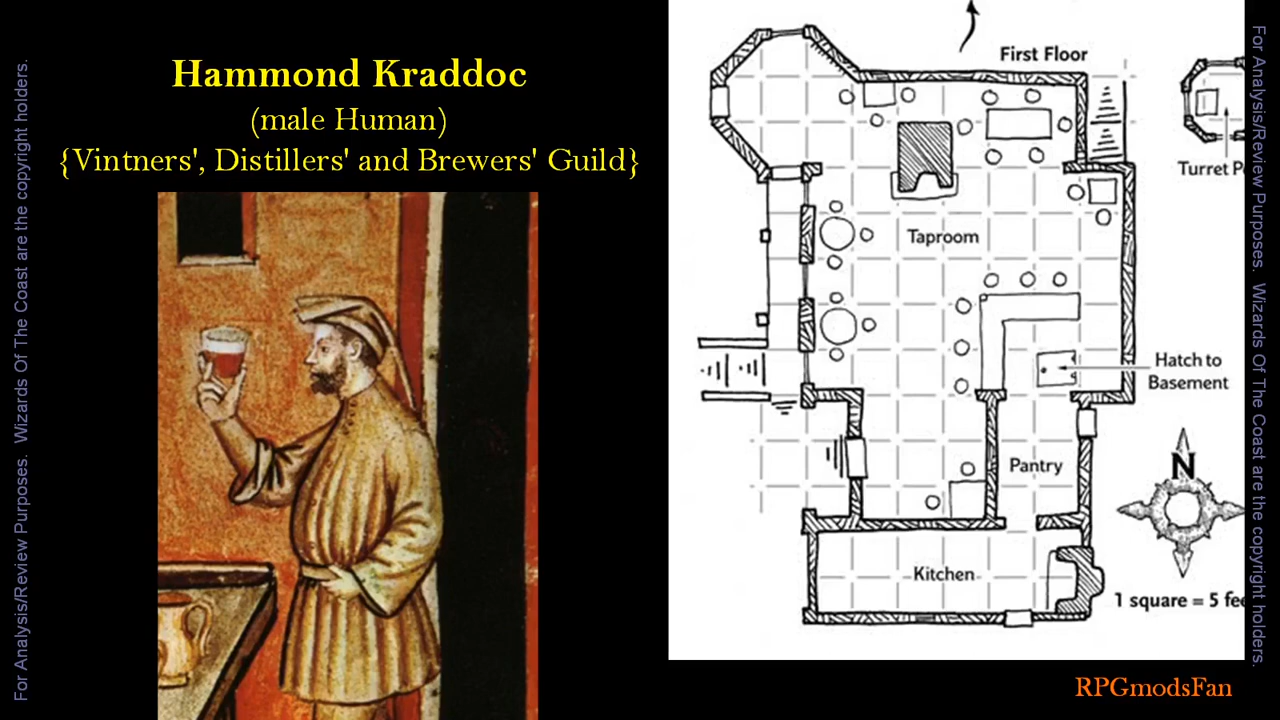 For Analysis/Review Purposes.  Wizards Of The Coast are the copyright holders.
Hammond Kraddoc
(male Human)
{Vintners', Distillers' and Brewers' Guild}
First Floor
Turret P
Taproom
Hatch to
Basement
Pantry
N
Kitchen
1 square = 5 fee
RPGmodsFan
For Analysis/Review Purposes.  Wizards Of The Coast are the copyright holders.